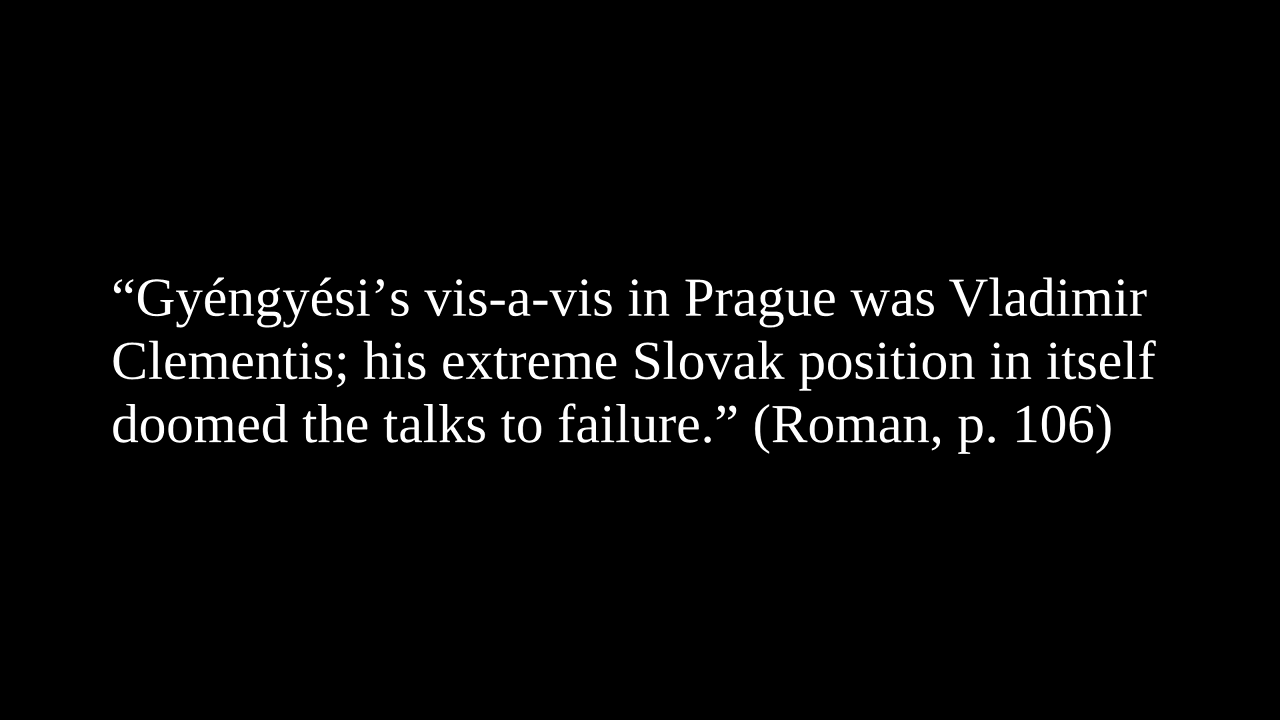 “Gyéngyési’s vis-a-vis in Prague was Vladimir
Clementis; his extreme Slovak position in itself
doomed the talks to failure.” (Roman, p. 106)